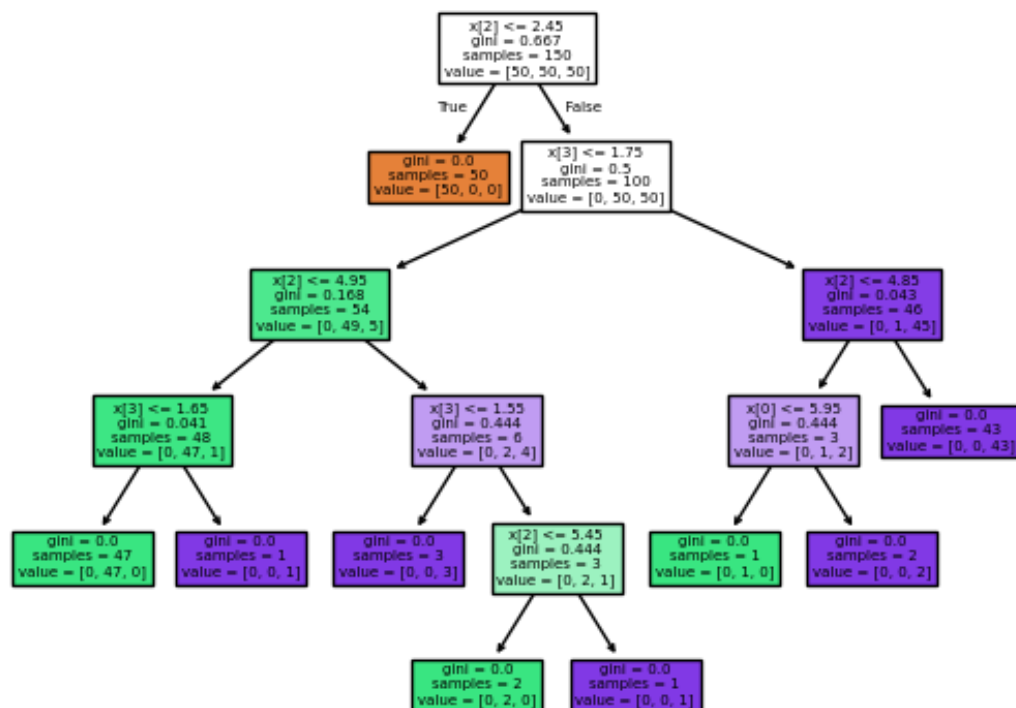 x[2] <= 2.45
gini = 0.667
samples = 150
value = [50, 50, 50]
True
False
gini = 0.0
samples = 50
value = [50, 0, 0]
x[3] <= 1.75
gini = 0.5
samples = 100
value = [0, 50, 50]
x[2] <= 4.95
gini = 0.168
samples = 54
value = [0, 49, 5]
x[2] <= 4.85
gini = 0.043
samples = 46
value = [0, 1, 45]
x[3] <= 1.65
gini = 0.041
samples = 48
value = [0, 47, 1]
x[3] <= 1.55
gini = 0.444
samples = 6
value = [0, 2, 4]
x[0] <= 5.95
gini = 0.444
samples = 3
value = [0, 1, 2]
gini = 0.0
samples = 43
value = [0, 0, 43]
gini = 0.0
samples = 47
value = [0, 47, 0]
gini = 0.0
samples = 1
value = [0, 0, 1]
gini = 0.0
samples = 3
value = [0, 0, 3]
x[2] <= 5.45
gini = 0.444
samples = 3
value = [0, 2, 1]
gini = 0.0
samples = 1
value = [0, 1, 0]
gini = 0.0
samples = 2
value = [0, 0, 2]
gini = 0.0
samples = 2
value = [0, 2, 0]
gini = 0.0
samples = 1
value = [0, 0, 1]